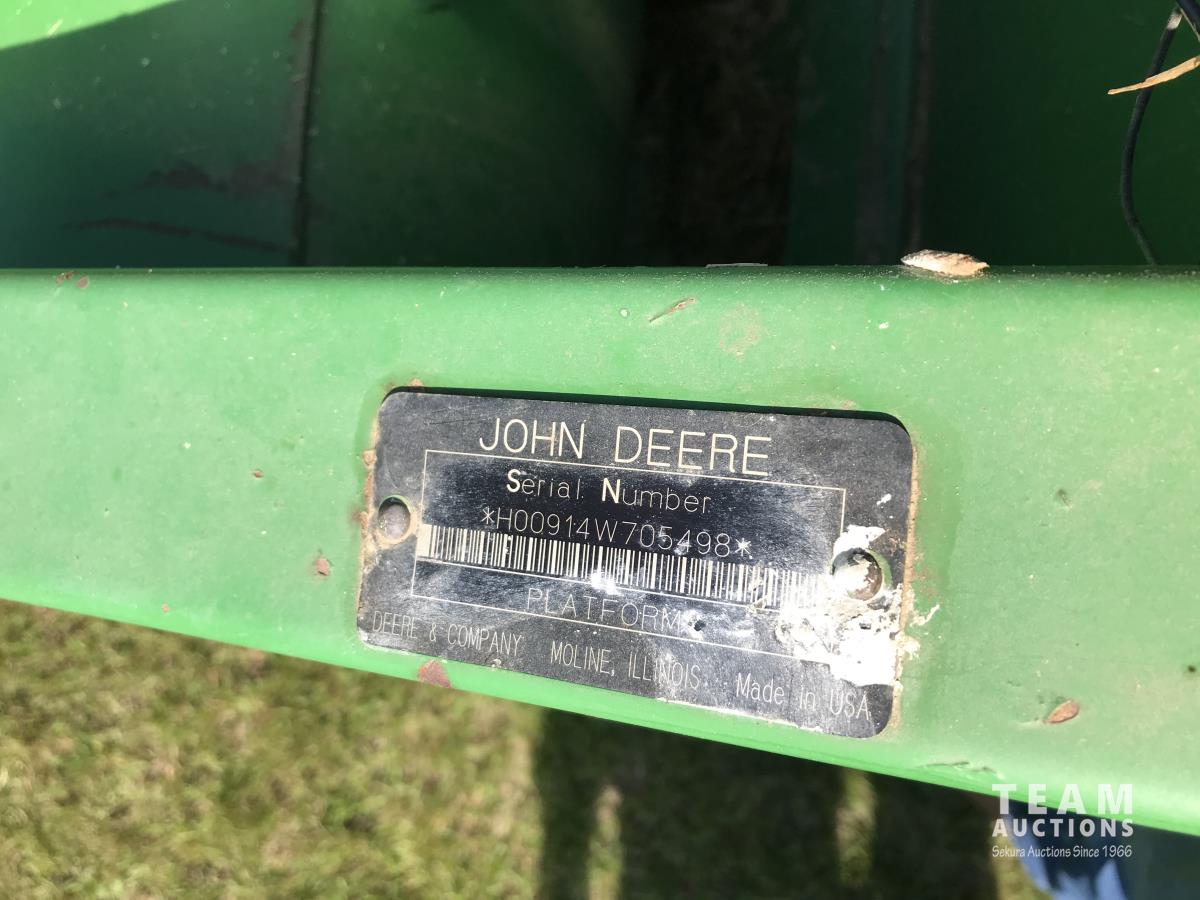 JOHN DEERE
Serial Number
*H00914W705498*
PLATFORM
DEERE & COMPANY MOLINE, ILLINOIS Made in USA
TEAM
AUCTIONS
Sekura Auctions Since 1966